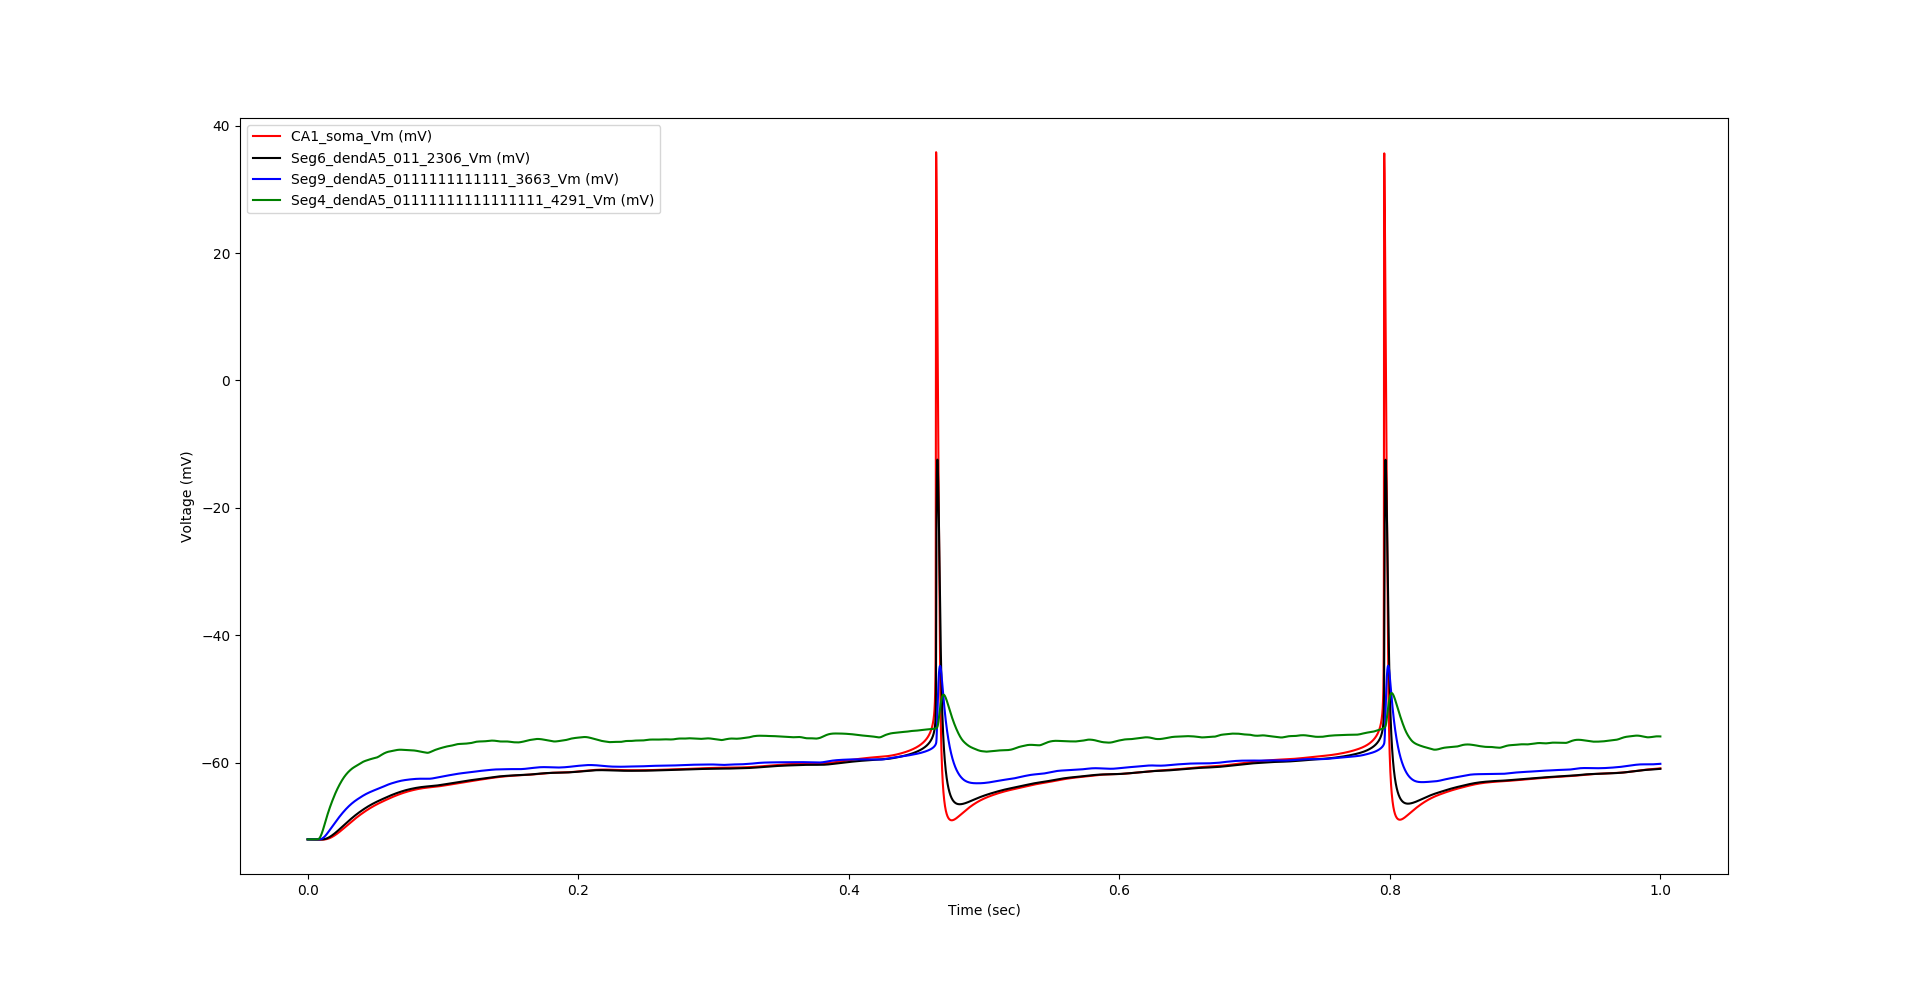 40
20
0
−20
−40
−60
Voltage (mV)
CA1_soma_Vm (mV)
Seg6_dendA5_011_2306_Vm (mV)
Seg9_dendA5_0111111111111_3663_Vm (mV)
Seg4_dendA5_01111111111111111_4291_Vm (mV)
0.0 0.2 0.4 0.6 0.8 1.0
Time (sec)